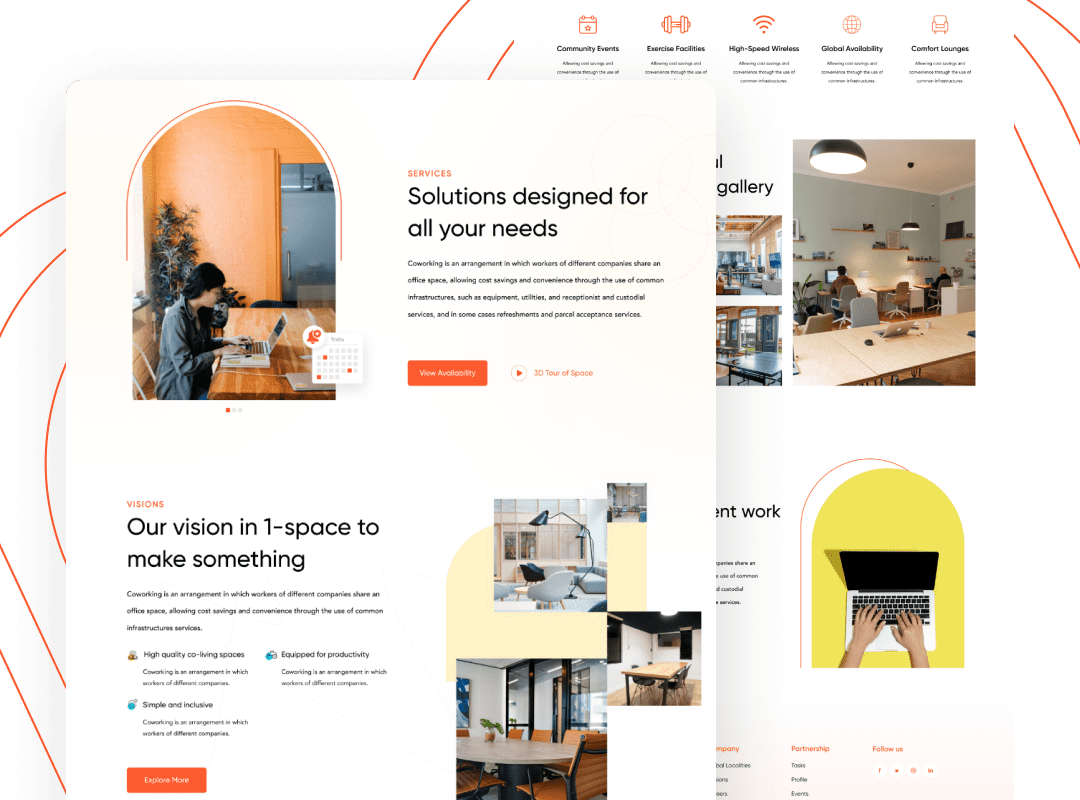 Community Events
Allowing cost savings and
convenience through the use of
Exercise Facilities
Allowing cost savings and
convenience through the use of
High-Speed Wireless
Allowing cost savings and
convenience through the use of
common infrastructures.
Global Availability
Allowing cost savings and
convenience through the use of
common infrastructures.
Comfort Lounges
Allowing cost savings and
convenience through the use of
common infrastructures.
SERVICES
Solutions designed for
all your needs
Coworking is an arrangement in which workers of different companies share an
office space, allowing cost savings and convenience through the use of common
infrastructures, such as equipment, utilities, and receptionist and custodial
services, and in some cases refreshments and parcel acceptance services.
View Availability
3D Tour of Space
Today
gallery
VISIONS
Our vision in 1-space to
make something
Coworking is an arrangement in which workers of different companies share an
office space, allowing cost savings and convenience through the use of common
infrastructures services.
High quality co-living spaces
Coworking is an arrangement in which
workers of different companies.
Equipped for productivity
Coworking is an arrangement in which
workers of different companies.
Simple and inclusive
Coworking is an arrangement in which
workers of different companies.
Explore More
ent work
mpanies share an
e use of common
d custodial
e services.
mpany
bal Localities
sions
eers
Partnership
Tasks
Profile
Events
Follow us